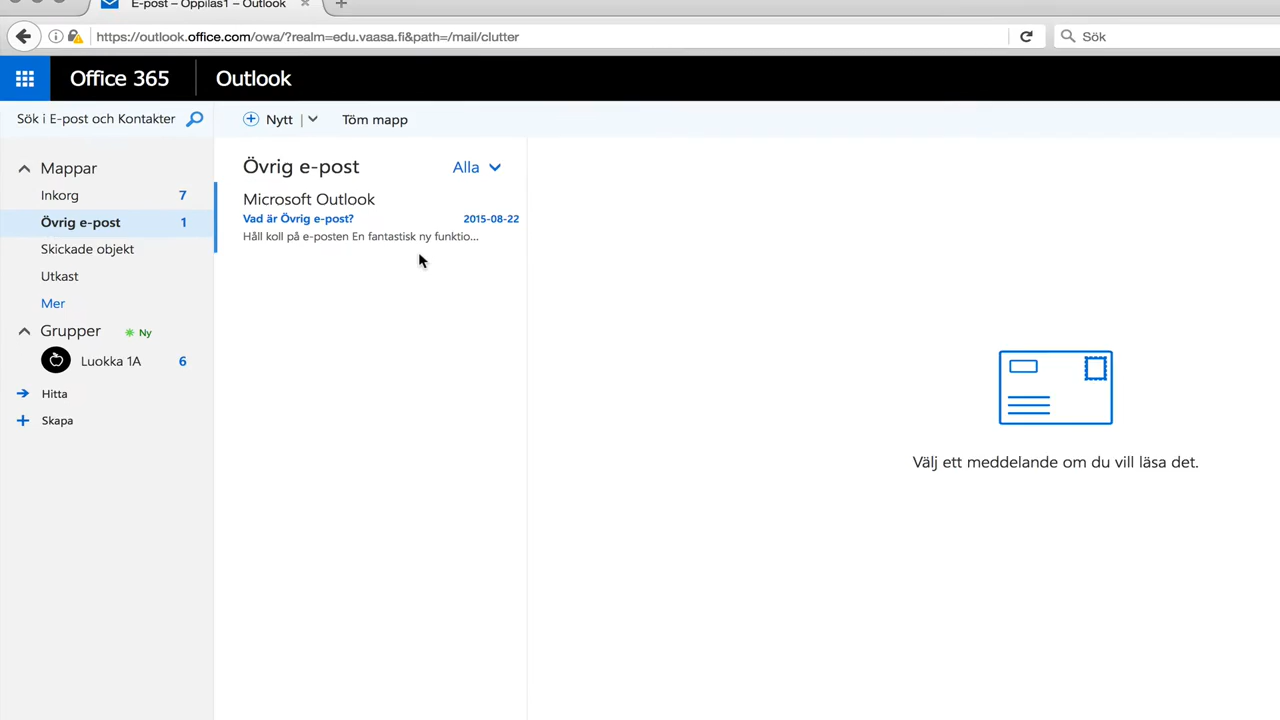 E-post – Oppilas1 – Outlook
https://outlook.office.com/owa/?realm=edu.vaasa.fi&path=/mail/clutter
Sök
Office 365
Outlook
Sök i E-post och Kontakter
Nytt
Töm mapp
Mappar
Inkorg 7
Övrig e-post 1
Skickade objekt
Utkast
Mer
Grupper
Ny
Luokka 1A 6
Hitta
Skapa
Övrig e-post
Alla
Microsoft Outlook
Vad är Övrig e-post? 2015-08-22
Håll koll på e-posten En fantastisk ny funktio...
Välj ett meddelande om du vill läsa det.